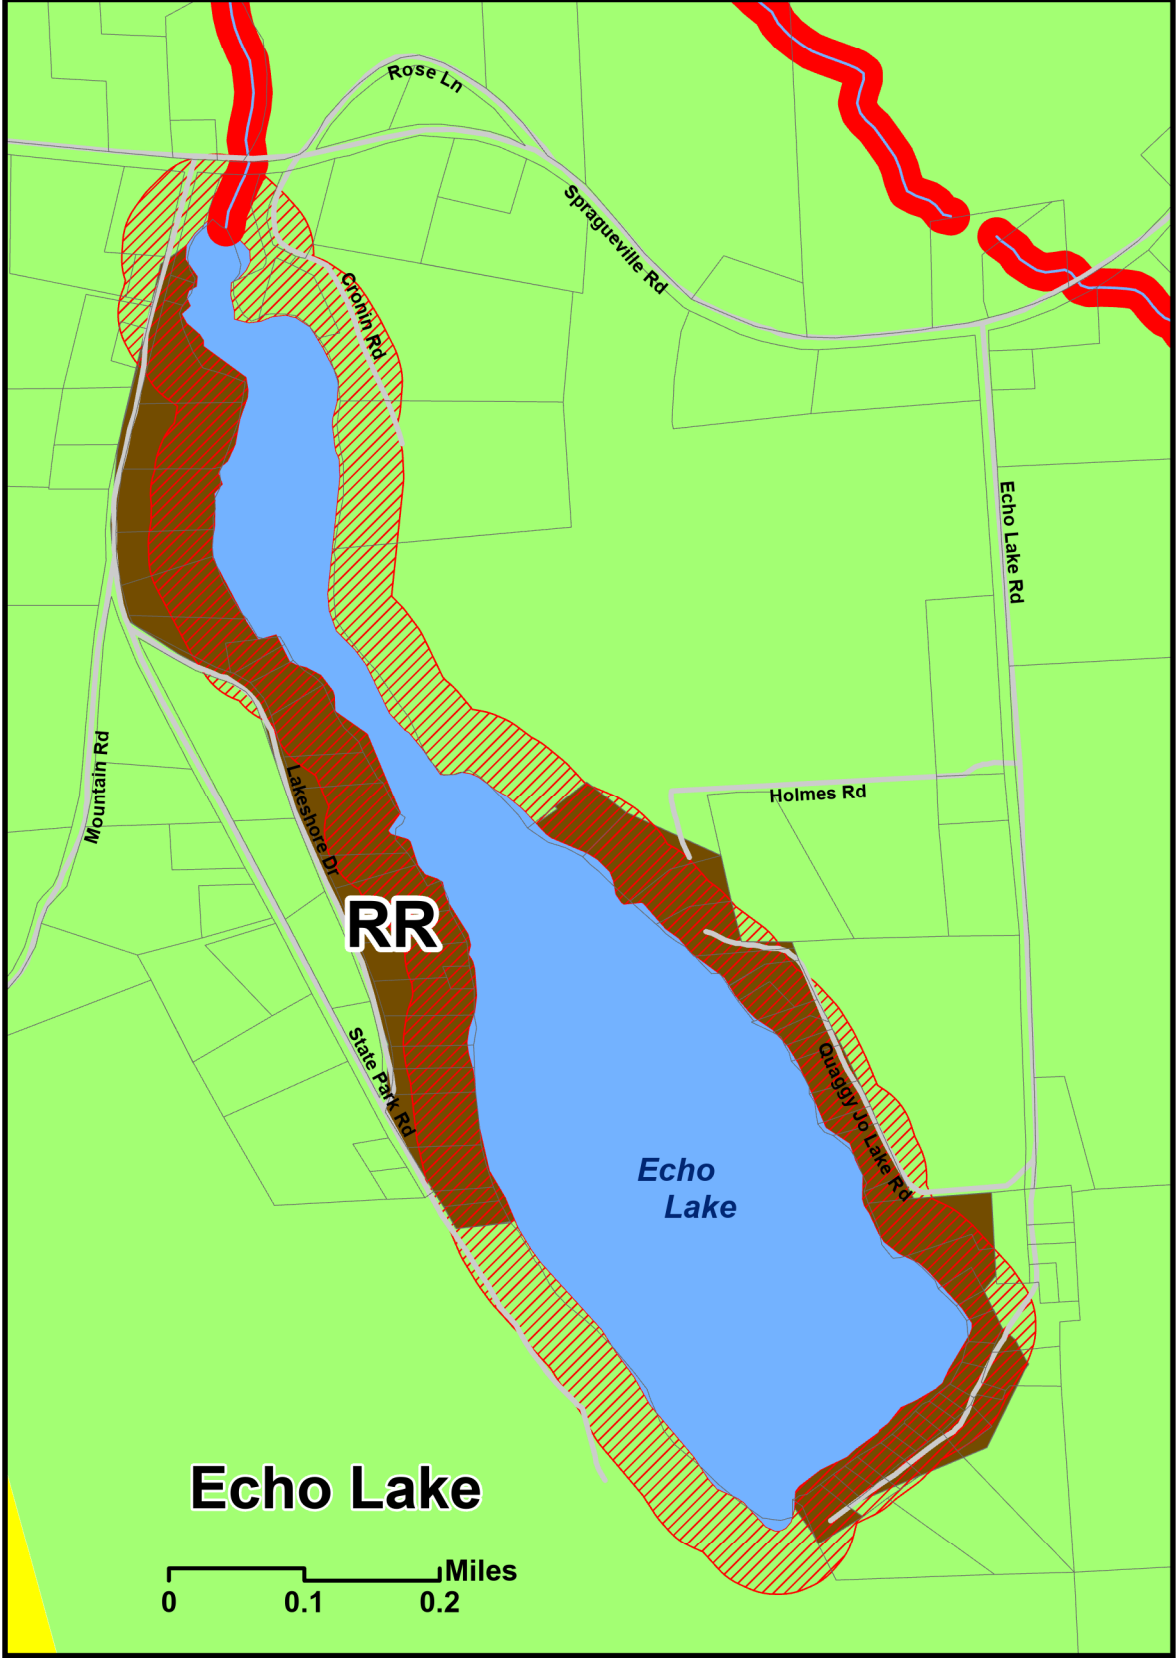 Rose Ln
Spragueville Rd
Cronin Rd
Echo Lake Rd
Mountain Rd
Lakeshore Dr
Holmes Rd
RR
State Park Rd
Quaggy Jo Lake Rd
Echo
Lake
Echo Lake
Miles
0 0.1 0.2